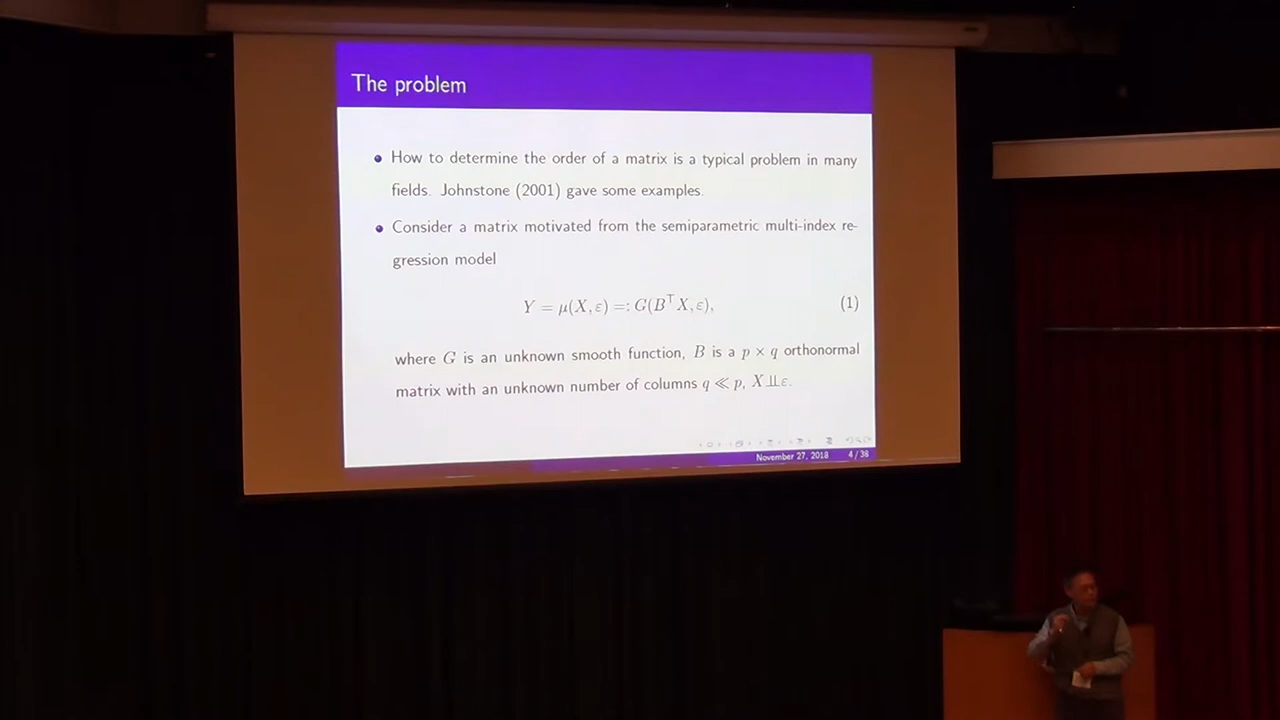 The problem
How to determine the order of a matrix is a typical problem in many
fields. Johnstone (2001) gave some examples.
Consider a matrix motivated from the semiparametric multi-index re-
gression model
Y = μ(X, ε) =: G(B⊤X, ε), (1)
where G is an unknown smooth function, B is a p × q orthonormal
matrix with an unknown number of columns q ≪ p, X⫫ε.
November 27, 2018 4 / 36